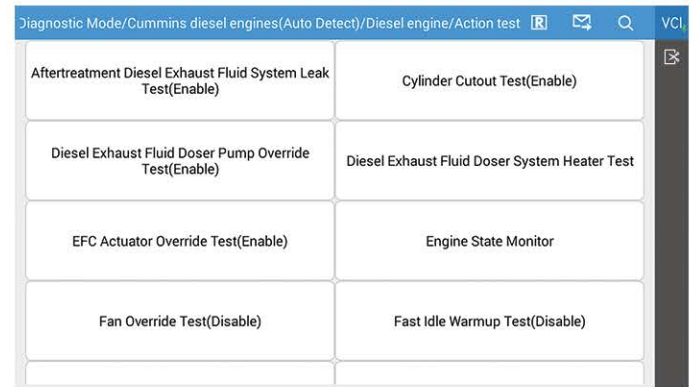 Diagnostic Mode/Cummins diesel engines(Auto Detect)/Diesel engine/Action test R VCI
Aftertreatment Diesel Exhaust Fluid System Leak
Test(Enable)
Cylinder Cutout Test(Enable)
Diesel Exhaust Fluid Doser Pump Override
Test(Enable)
Diesel Exhaust Fluid Doser System Heater Test
EFC Actuator Override Test(Enable)
Engine State Monitor
Fan Override Test(Disable)
Fast Idle Warmup Test(Disable)